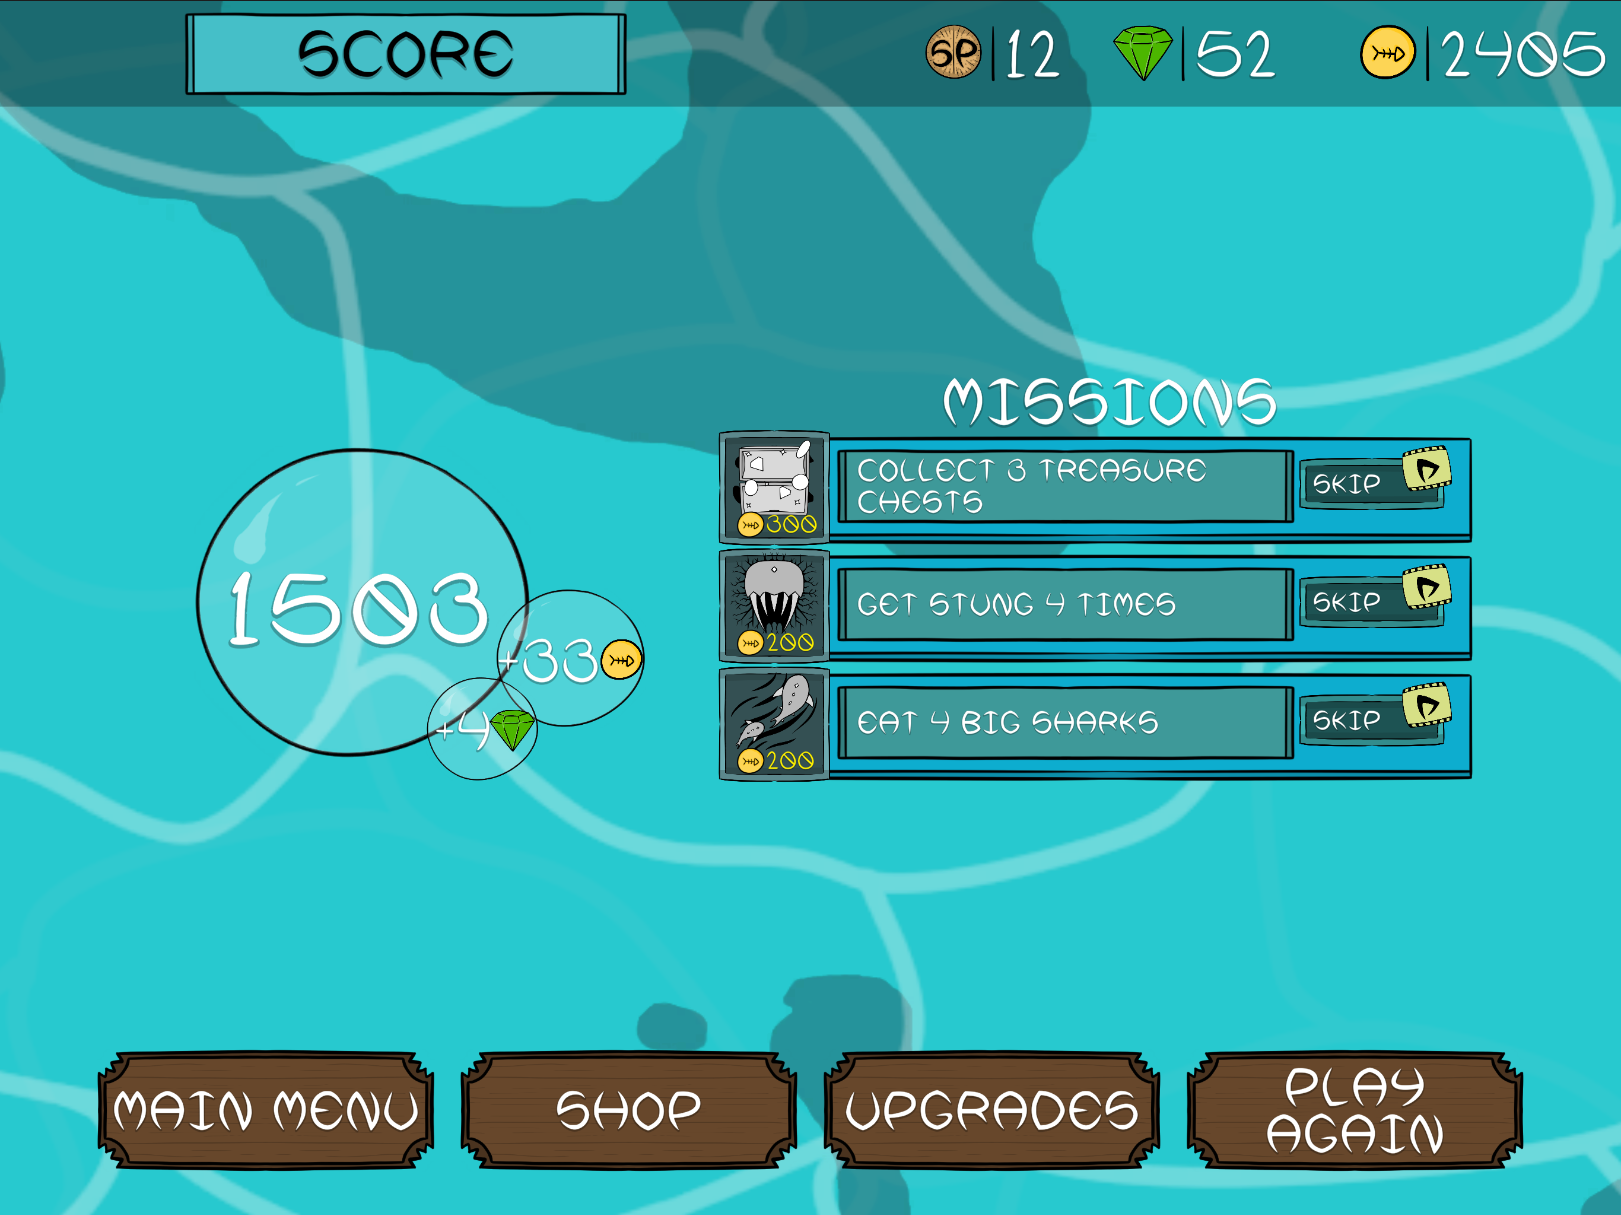 SCORE
SP 12 52 2405
MISSIONS
COLLECT 3 TREASURE
CHESTS
300
SKIP
GET STUNG 4 TIMES
200
SKIP
EAT 4 BIG SHARKS
200
SKIP
1503
+33
+4
MAIN MENU
SHOP
UPGRADES
PLAY
AGAIN